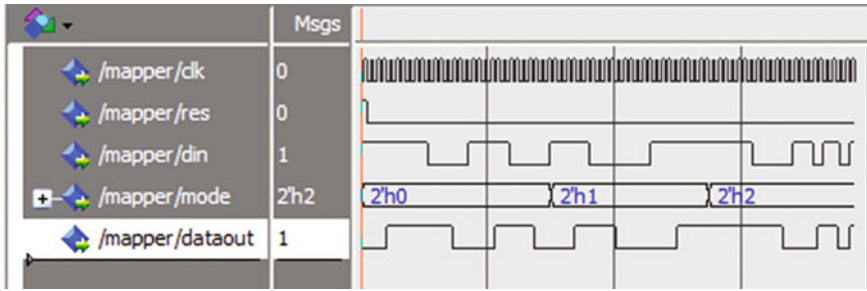 Msgs
/mapper/clk 0
/mapper/res 0
/mapper/din 1
/mapper/mode 2'h2 2'h0 2'h1 2'h2
/mapper/dataout 1